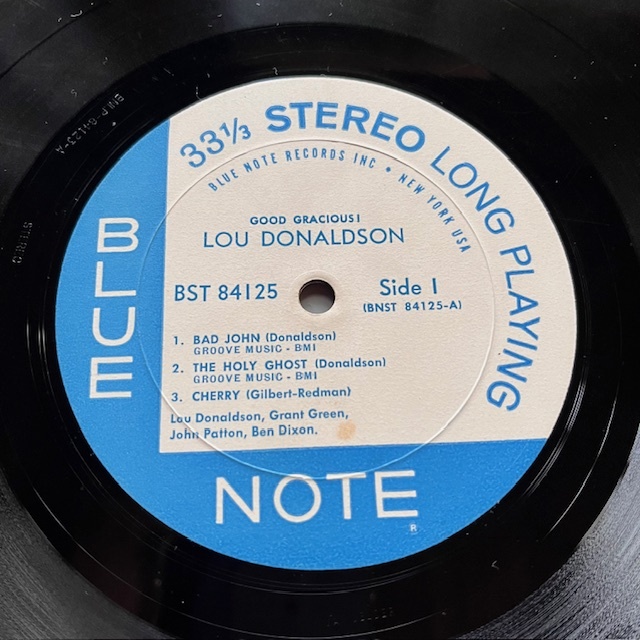 33⅓ STEREO LONG PLAYING
BLUE NOTE RECORDS INC • NEW YORK USA
GOOD GRACIOUS!
LOU DONALDSON
BST 84125
Side 1
(BNST 84125-A)
1. BAD JOHN (Donaldson)
GROOVE MUSIC - BMI
2. THE HOLY GHOST (Donaldson)
GROOVE MUSIC - BMI
3. CHERRY (Gilbert-Redman)
Lou Donaldson, Grant Green,
John Patton, Ben Dixon.
BLUE
NOTE
®